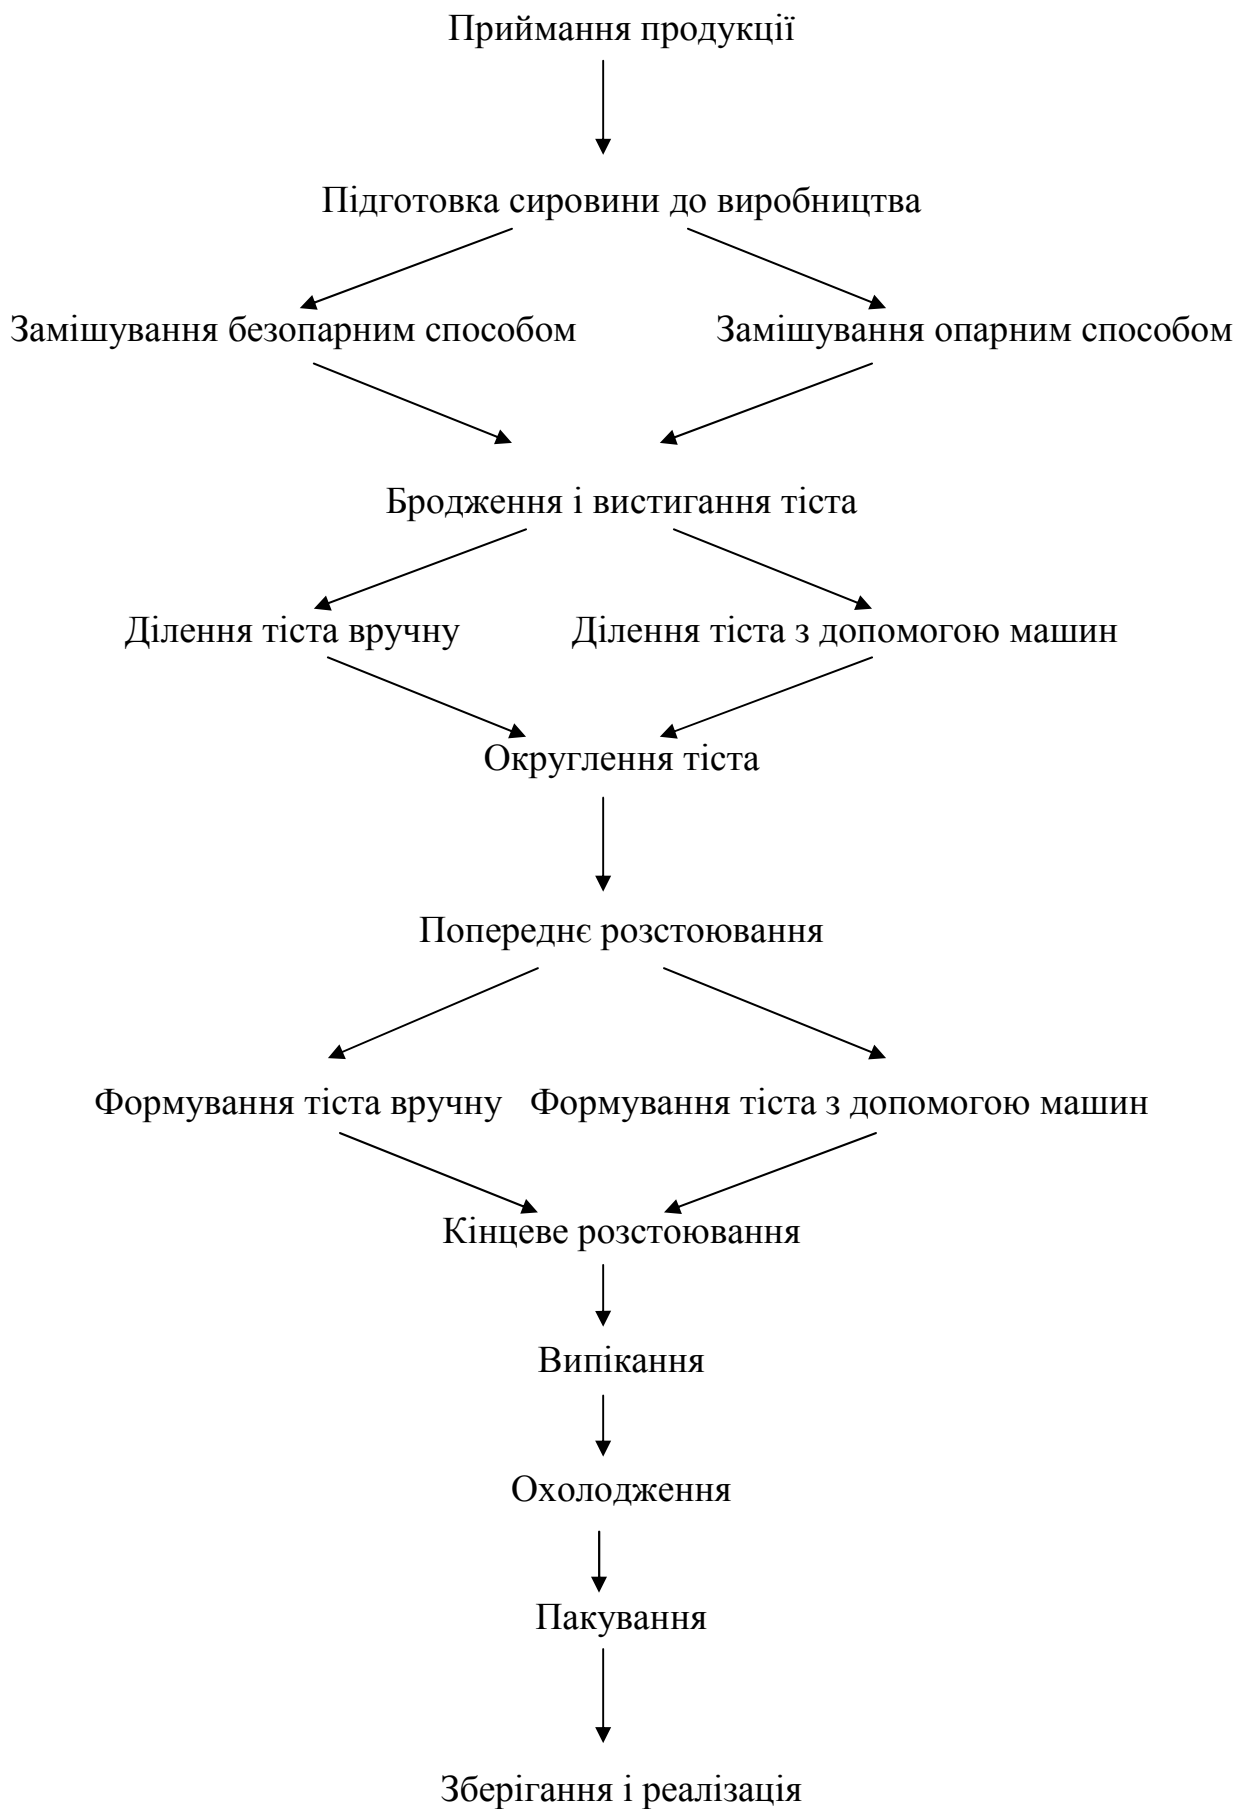 Приймання продукції
Підготовка сировини до виробництва
Замішування безопарним способом
Замішування опарним способом
Бродження і вистигання тіста
Ділення тіста вручну
Ділення тіста з допомогою машин
Округлення тіста
Попереднє розстоювання
Формування тіста вручну
Формування тіста з допомогою машин
Кінцеве розстоювання
Випікання
Охолодження
Пакування
Зберігання і реалізація